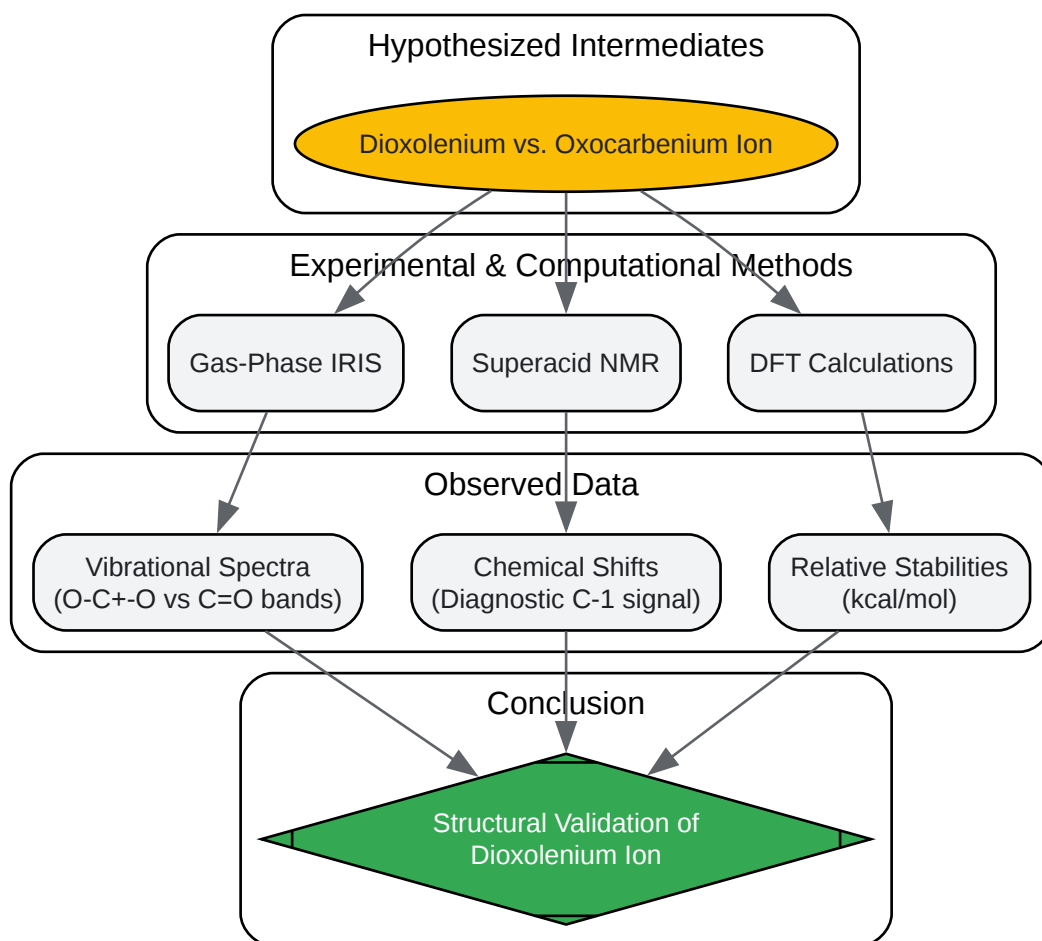 Hypothesized Intermediates
Dioxolenium vs. Oxocarbenium Ion
Experimental & Computational Methods
Gas-Phase IRIS
Superacid NMR
DFT Calculations
Observed Data
Vibrational Spectra
(O-C+-O vs C=O bands)
Chemical Shifts
(Diagnostic C-1 signal)
Relative Stabilities
(kcal/mol)
Conclusion
Structural Validation of
Dioxolenium Ion